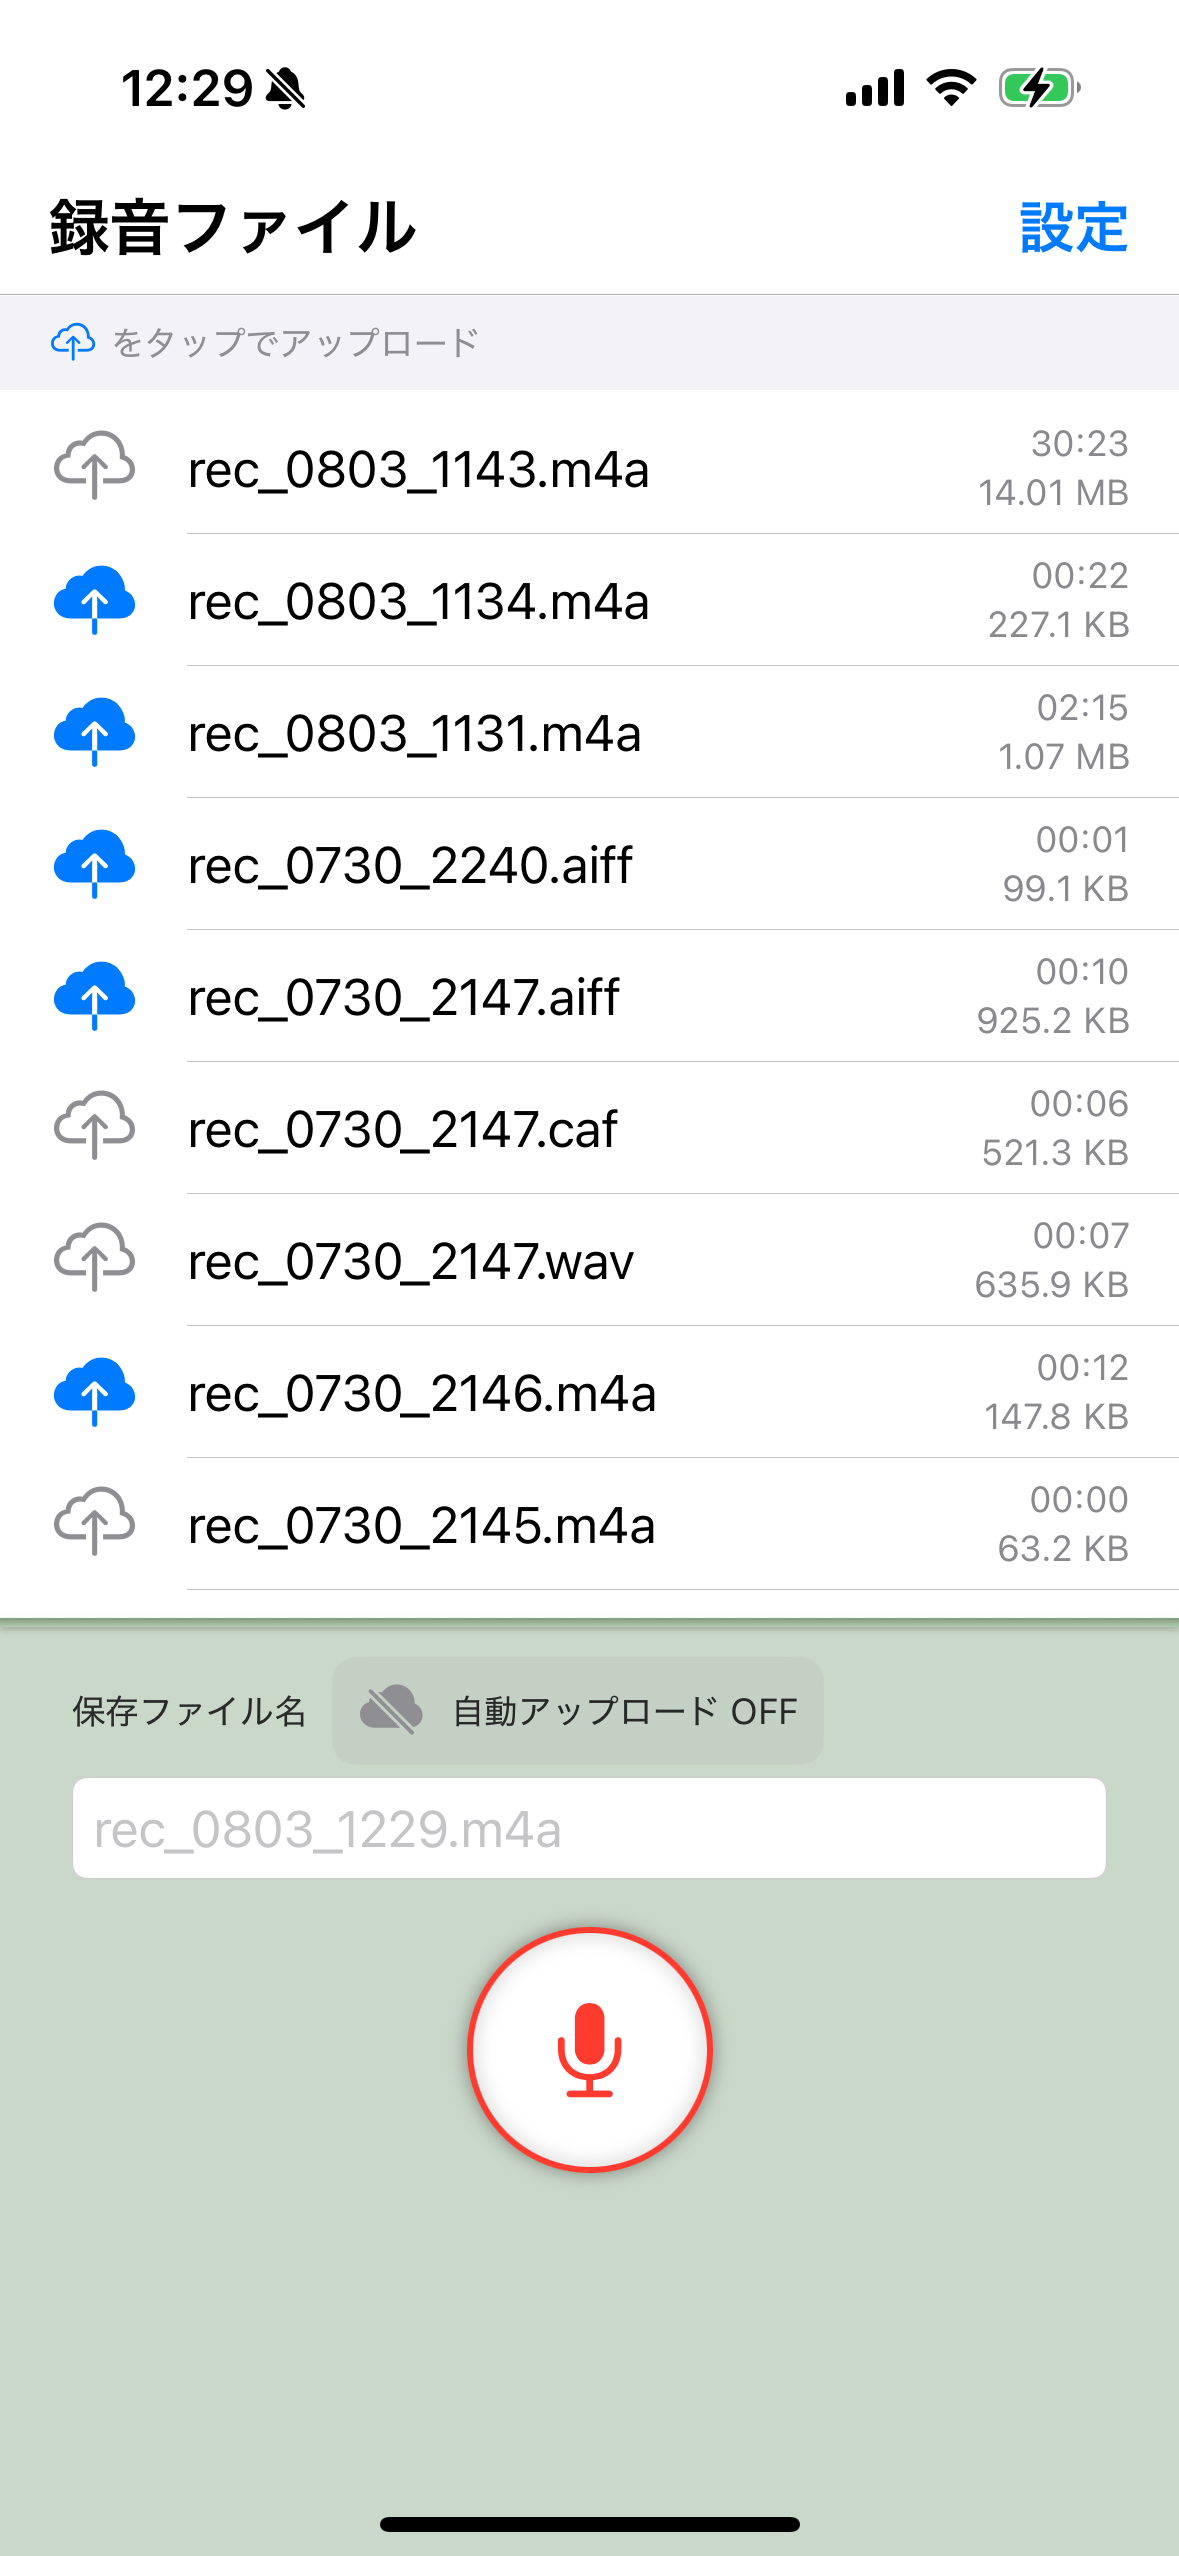 12:29
録音ファイル 設定
をタップでアップロード
rec_0803_1143.m4a 30:23
14.01 MB
rec_0803_1134.m4a 00:22
227.1 KB
rec_0803_1131.m4a 02:15
1.07 MB
rec_0730_2240.aiff 00:01
99.1 KB
rec_0730_2147.aiff 00:10
925.2 KB
rec_0730_2147.caf 00:06
521.3 KB
rec_0730_2147.wav 00:07
635.9 KB
rec_0730_2146.m4a 00:12
147.8 KB
rec_0730_2145.m4a 00:00
63.2 KB
保存ファイル名 自動アップロード OFF
rec_0803_1229.m4a